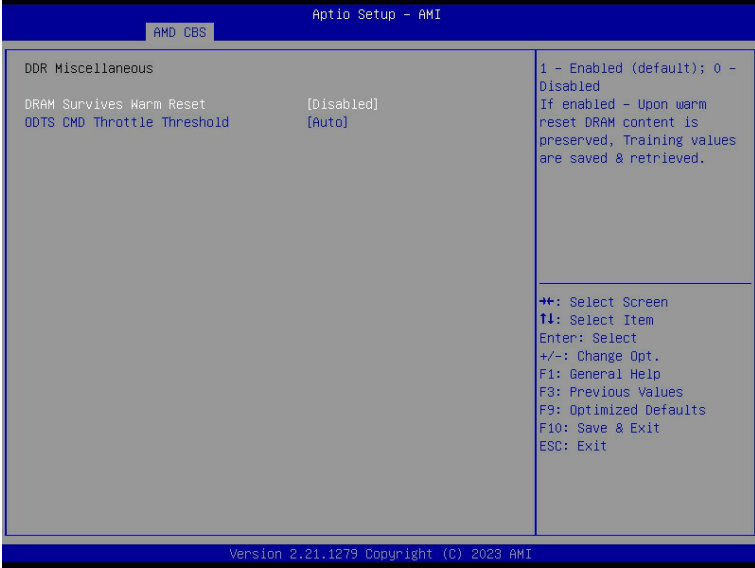 Aptio Setup – AMI
AMD CBS
DDR Miscellaneous
DRAM Survives Warm Reset [Disabled]
ODTS CMD Throttle Threshold [Auto]
1 – Enabled (default); 0 –
Disabled
If enabled – Upon warm
reset DRAM content is
preserved, Training values
are saved & retrieved.
→←: Select Screen
↑↓: Select Item
Enter: Select
+/-: Change Opt.
F1: General Help
F3: Previous Values
F9: Optimized Defaults
F10: Save & Exit
ESC: Exit
Version 2.21.1279 Copyright (C) 2023 AMI